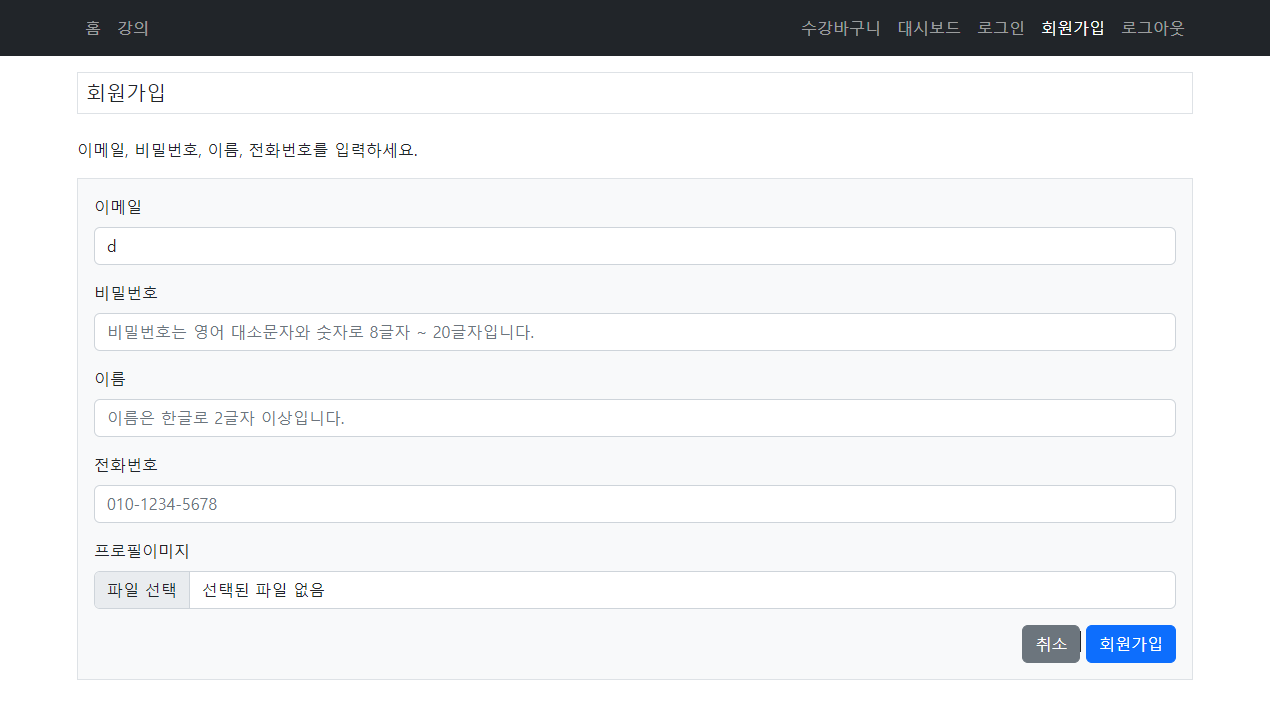 홈 강의 수강바구니 대시보드 로그인 회원가입 로그아웃
회원가입
이메일, 비밀번호, 이름, 전화번호를 입력하세요.
이메일
d
비밀번호
비밀번호는 영어 대소문자와 숫자로 8글자 ~ 20글자입니다.
이름
이름은 한글로 2글자 이상입니다.
전화번호
010-1234-5678
프로필이미지
파일 선택 선택된 파일 없음
취소 회원가입